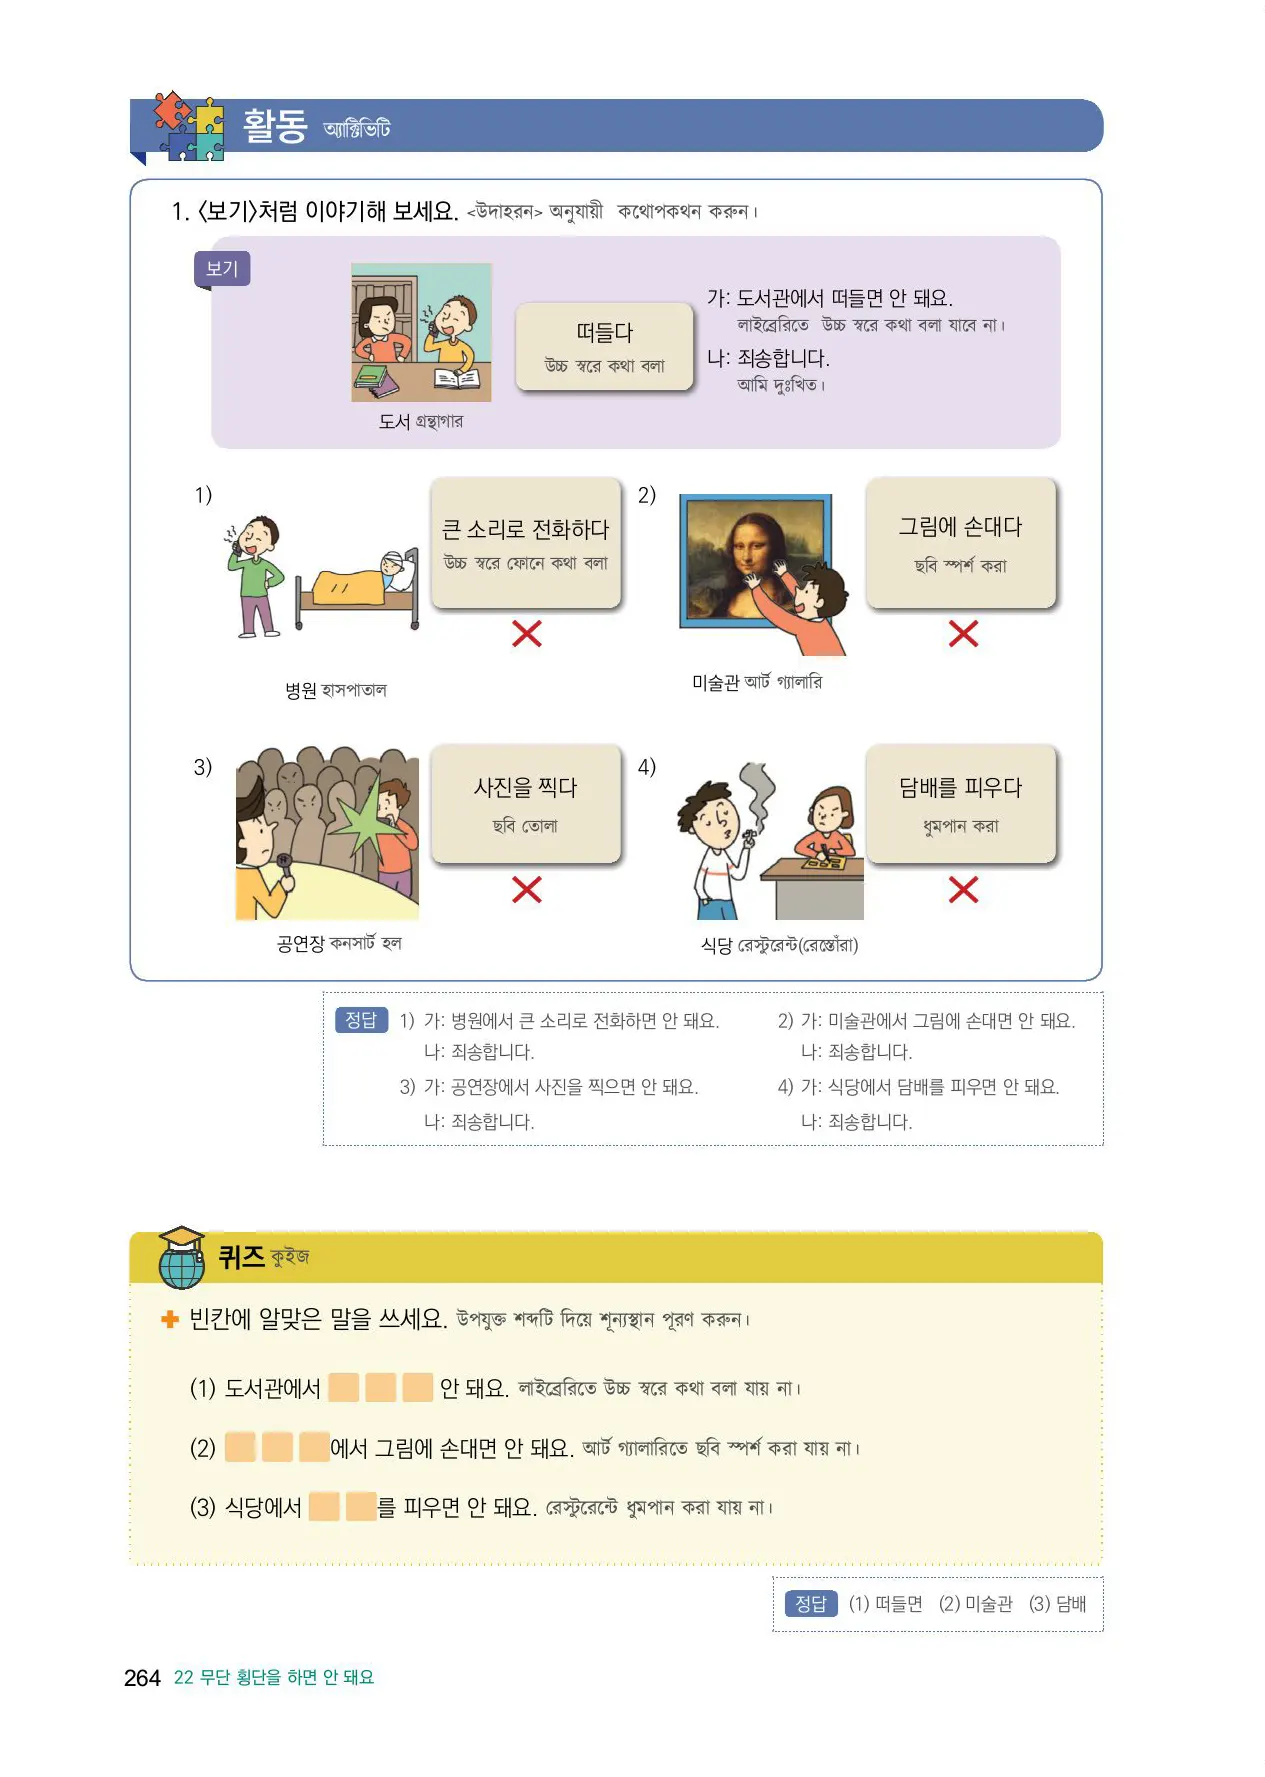 활동 অ্যাক্টিভিটি
1. 〈보기〉처럼 이야기해 보세요. <উদাহরন> অনুযায়ী কথোপকথন করুন।
보기
떠들다
উচ্চ স্বরে কথা বলা
가: 도서관에서 떠들면 안 돼요.
লাইব্রেরিতে উচ্চ স্বরে কথা বলা যাবে না।
나: 죄송합니다.
আমি দুঃখিত।
도서 গ্রন্থাগার
1)
큰 소리로 전화하다
উচ্চ স্বরে ফোনে কথা বলা
병원 হাসপাতাল
2)
그림에 손대다
ছবি স্পর্শ করা
미술관 আর্ট গ্যালারি
3)
사진을 찍다
ছবি তোলা
공연장 কনসার্ট হল
4)
담배를 피우다
ধুমপান করা
식당 রেস্টুরেন্ট(রেস্তোঁরা)
정답 1) 가: 병원에서 큰 소리로 전화하면 안 돼요.
나: 죄송합니다.
2) 가: 미술관에서 그림에 손대면 안 돼요.
나: 죄송합니다.
3) 가: 공연장에서 사진을 찍으면 안 돼요.
나: 죄송합니다.
4) 가: 식당에서 담배를 피우면 안 돼요.
나: 죄송합니다.
퀴즈 কুইজ
빈칸에 알맞은 말을 쓰세요. উপযুক্ত শব্দটি দিয়ে শূন্যস্থান পূরণ করুন।
(1) 도서관에서 안 돼요. লাইব্রেরিতে উচ্চ স্বরে কথা বলা যায় না।
(2) 에서 그림에 손대면 안 돼요. আর্ট গ্যালারিতে ছবি স্পর্শ করা যায় না।
(3) 식당에서 를 피우면 안 돼요. রেস্টুরেন্টে ধুমপান করা যায় না।
정답 (1) 떠들면 (2) 미술관 (3) 담배
264 22 무단 횡단을 하면 안 돼요